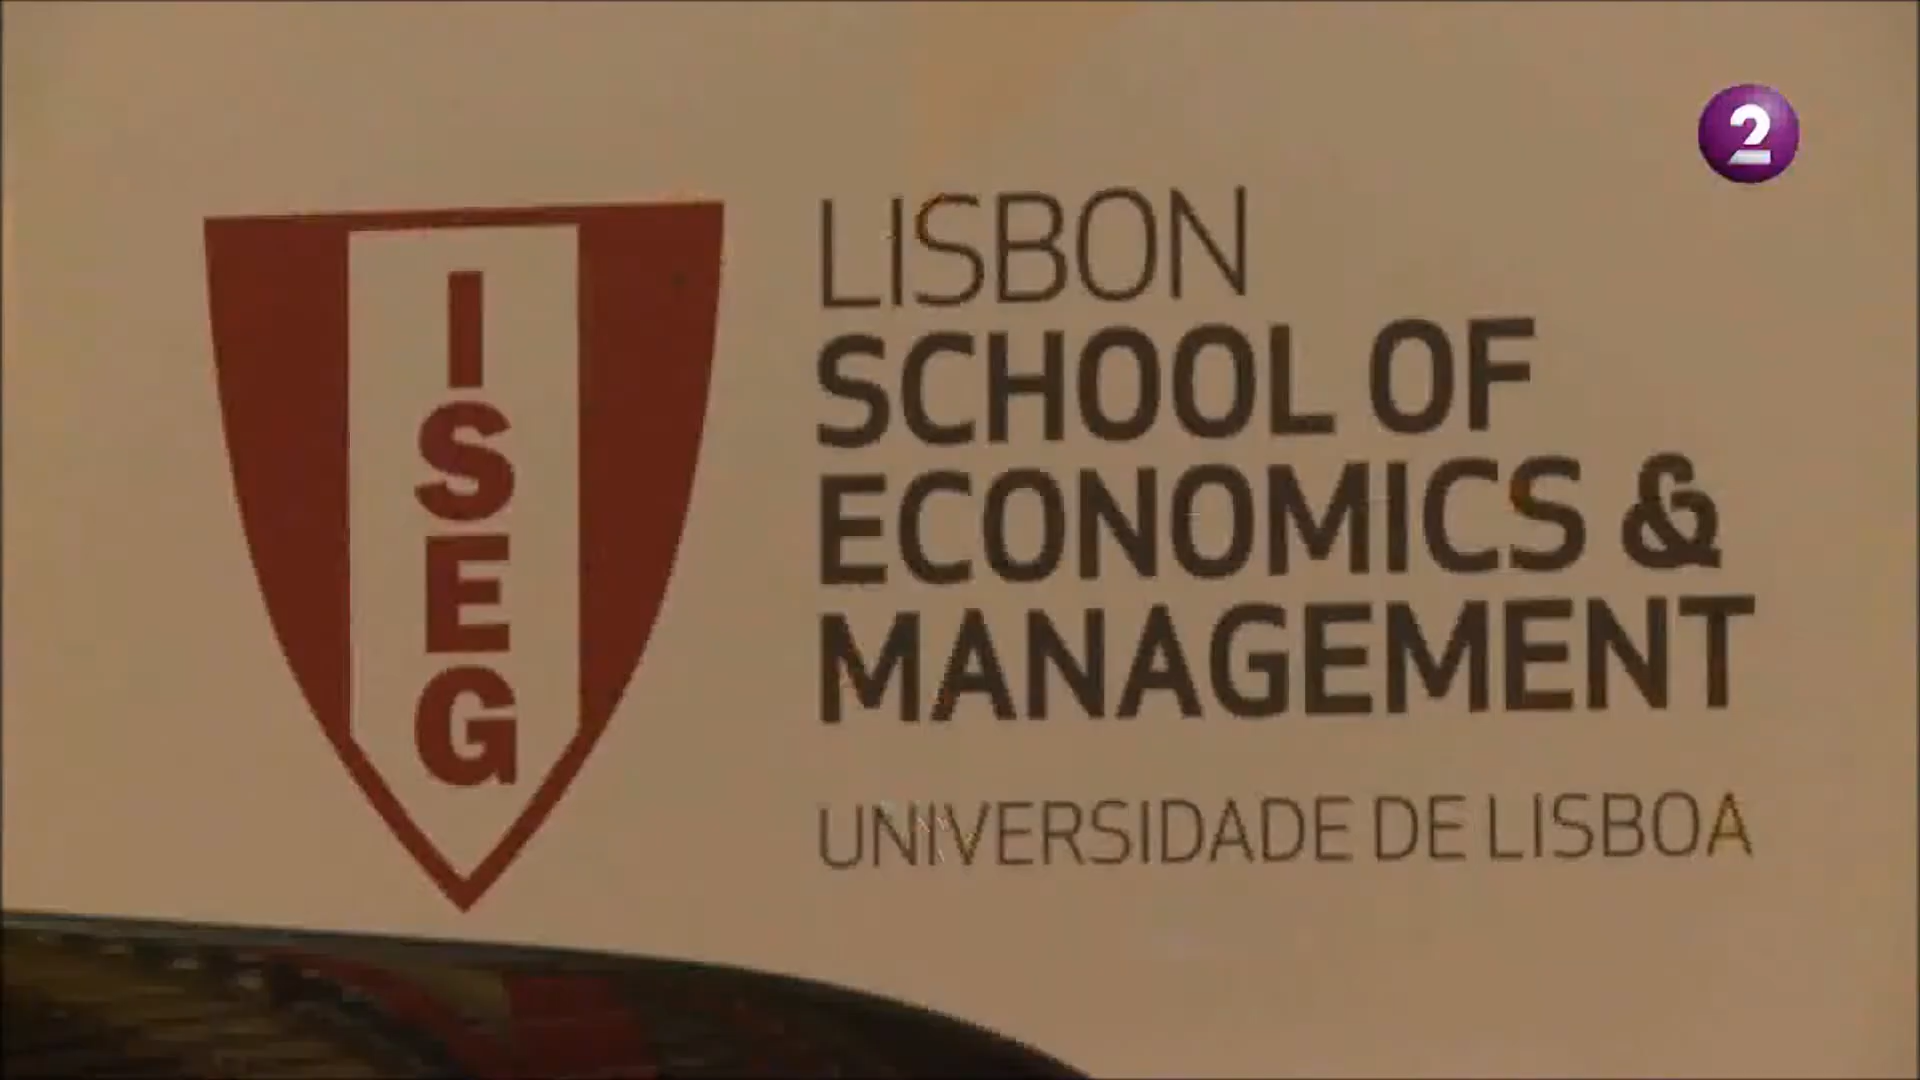 2
ISEG
LISBON
SCHOOL OF
ECONOMICS &
MANAGEMENT
UNIVERSIDADE DE LISBOA